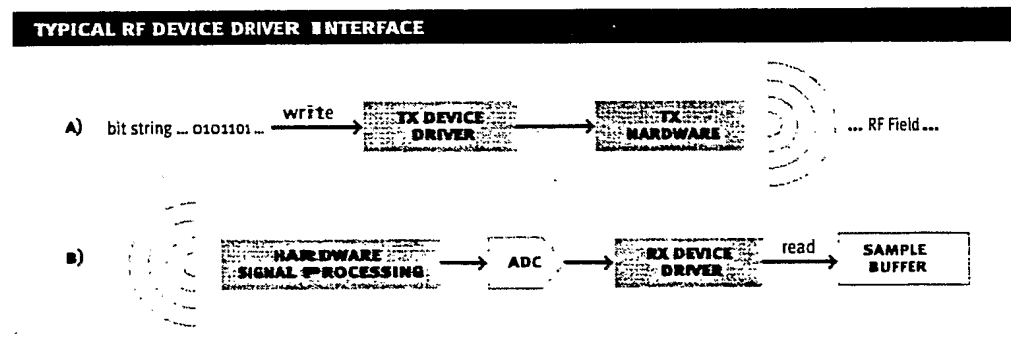 TYPICAL RF DEVICE DRIVER INTERFACE
A) bit string ... 0101101 ... write TX DEVICE DRIVER TX HARDWARE ... RF Field ...
B) HARDWARE SIGNAL PROCESSING ADC RX DEVICE DRIVER read SAMPLE BUFFER